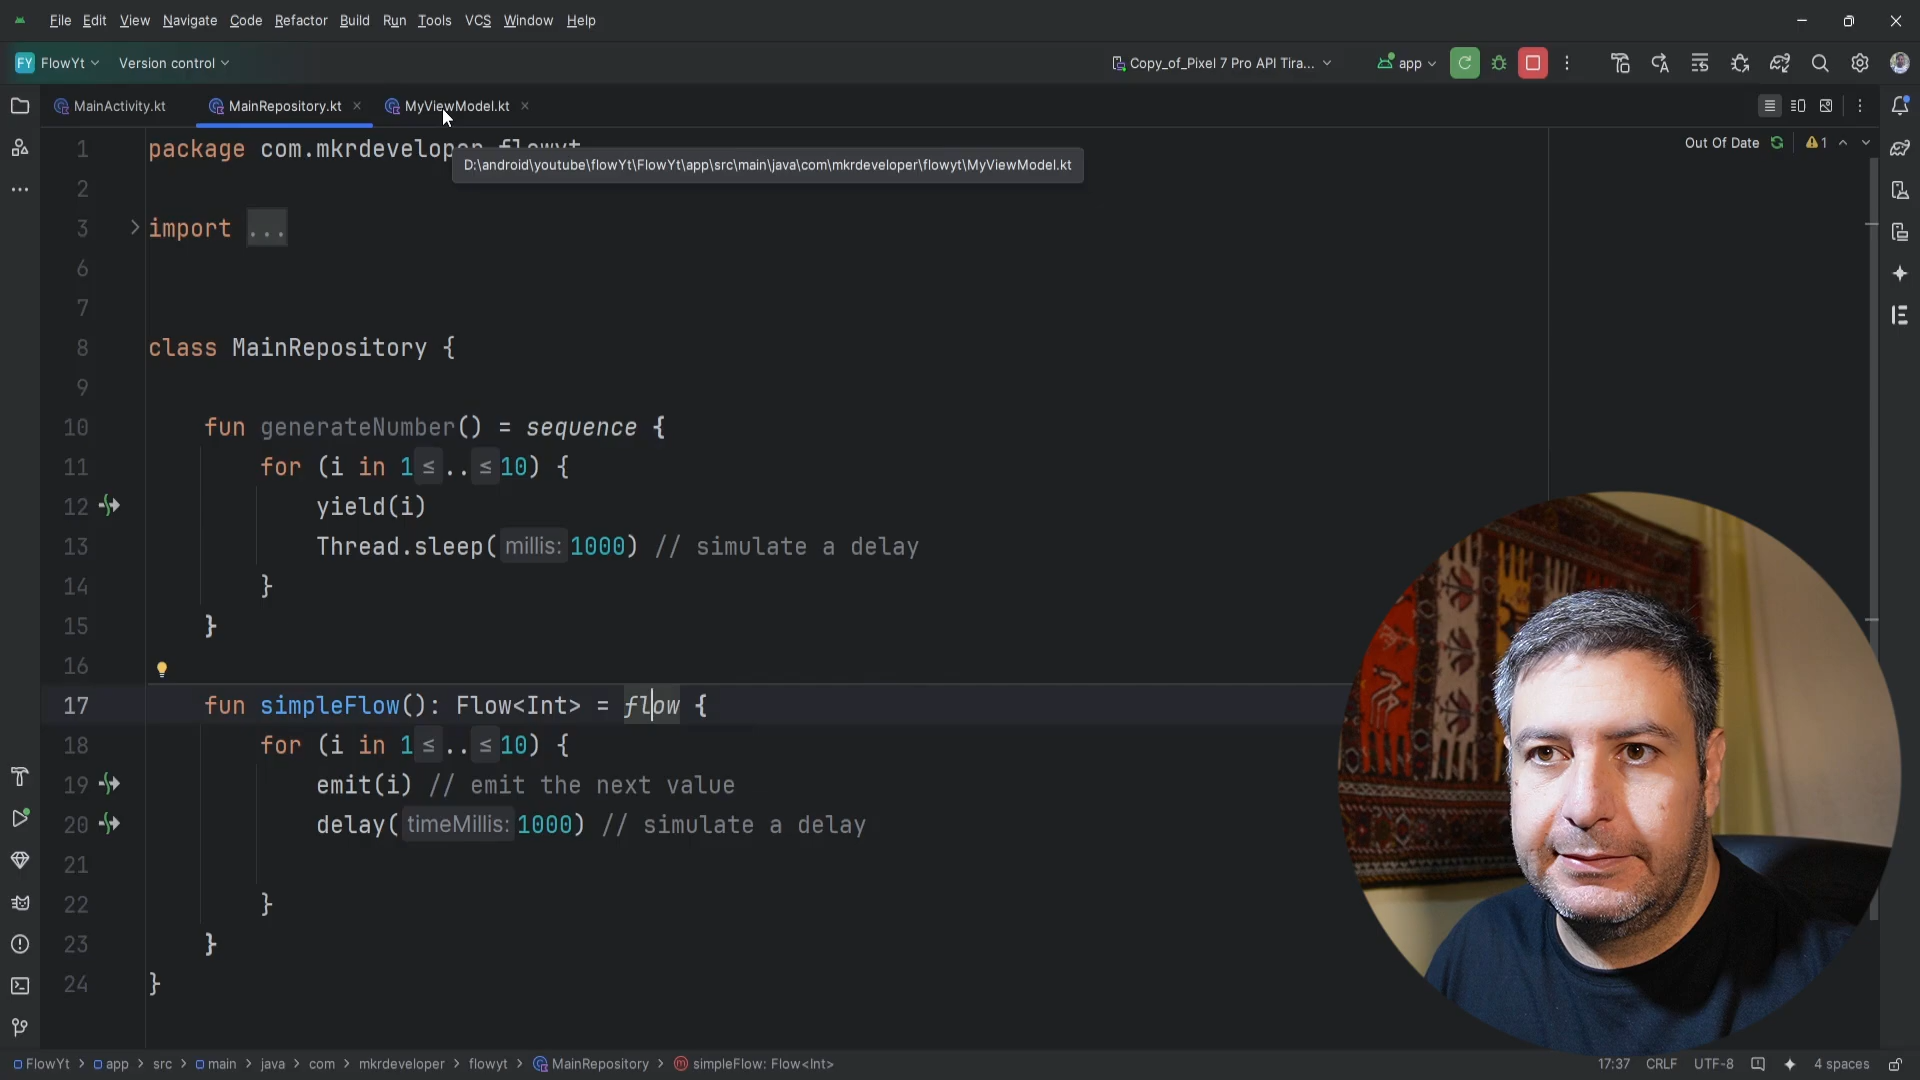 File Edit View Navigate Code Refactor Build Run Tools VCS Window Help
FY FlowYt Version control Copy_of_Pixel 7 Pro API Tira... app
MainActivity.kt MainRepository.kt MyViewModel.kt
1 package com.mkrdeveloper.flowyt Out Of Date 1
D:\android\youtube\flowYt\FlowYt\app\src\main\java\com\mkrdeveloper\flowyt\MyViewModel.kt
2
3 import ...
6
7
8 class MainRepository {
9
10 fun generateNumber() = sequence {
11 for (i in 1 ≤ .. ≤ 10) {
12 yield(i)
13 Thread.sleep( millis: 1000) // simulate a delay
14 }
15 }
16
17 fun simpleFlow(): Flow<Int> = flow {
18 for (i in 1 ≤ .. ≤ 10) {
19 emit(i) // emit the next value
20 delay( timeMillis: 1000) // simulate a delay
21
22 }
23 }
24 }
FlowYt > app > src > main > java > com > mkrdeveloper > flowyt > MainRepository > simpleFlow: Flow<Int> 17:37 CRLF UTF-8 4 spaces